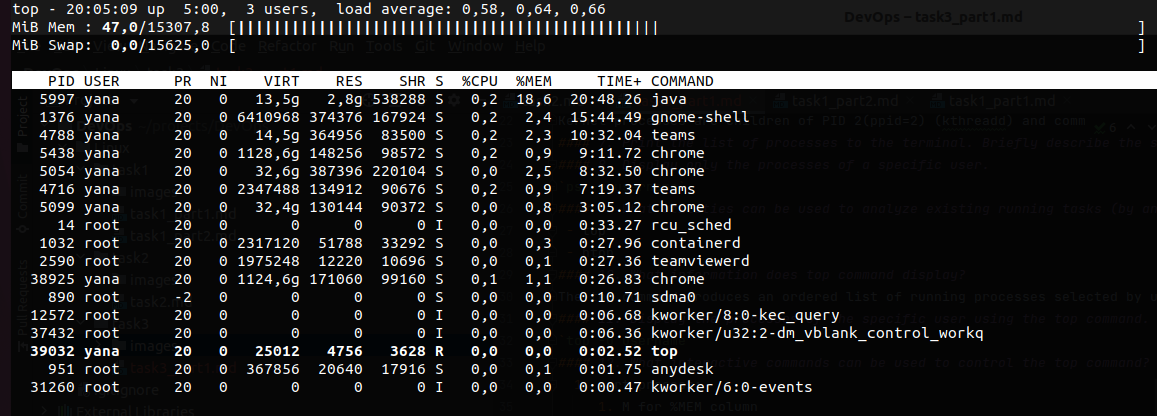 top - 20:05:09 up  5:00,  3 users,  load average: 0,58, 0,64, 0,66
DevOps – task3_part1.md
MiB Mem : 47,0/15307,8  [||||||||||||||||||||||||||||||||||||||||||||||| ]
MiB Swap:  0,0/15625,0  [ ]
PID USER PR NI VIRT RES SHR S %CPU %MEM TIME+ COMMAND
5997 yana 20 0 13,5g 2,8g 538288 S 0,2 18,6 20:48.26 java
1376 yana 20 0 6410968 374376 167924 S 0,2 2,4 15:44.49 gnome-shell
4788 yana 20 0 14,5g 364956 83500 S 0,2 2,3 10:32.04 teams
5438 yana 20 0 1128,6g 148256 98572 S 0,2 0,9 9:11.72 chrome
5054 yana 20 0 32,6g 387396 220104 S 0,0 2,5 8:32.50 chrome
4716 yana 20 0 2347488 134912 90676 S 0,2 0,9 7:19.37 teams
5099 yana 20 0 32,4g 130144 90372 S 0,0 0,8 3:05.12 chrome
14 root 20 0 0 0 0 I 0,0 0,0 0:33.27 rcu_sched
1032 root 20 0 2317120 51788 33292 S 0,0 0,3 0:27.96 containerd
2590 root 20 0 1975248 12220 10696 S 0,0 0,1 0:27.36 teamviewerd
38925 yana 20 0 1124,6g 171060 99160 S 0,1 1,1 0:26.83 chrome
890 root -2 0 0 0 0 S 0,0 0,0 0:10.71 sdma0
12572 root 20 0 0 0 0 I 0,0 0,0 0:06.68 kworker/8:0-kec_query
37432 root 20 0 0 0 0 I 0,0 0,0 0:06.36 kworker/u32:2-dm_vblank_control_workq
39032 yana 20 0 25012 4756 3628 R 0,0 0,0 0:02.52 top
951 root 20 0 367856 20640 17916 S 0,0 0,1 0:01.75 anydesk
31260 root 20 0 0 0 0 I 0,0 0,0 0:00.47 kworker/6:0-events